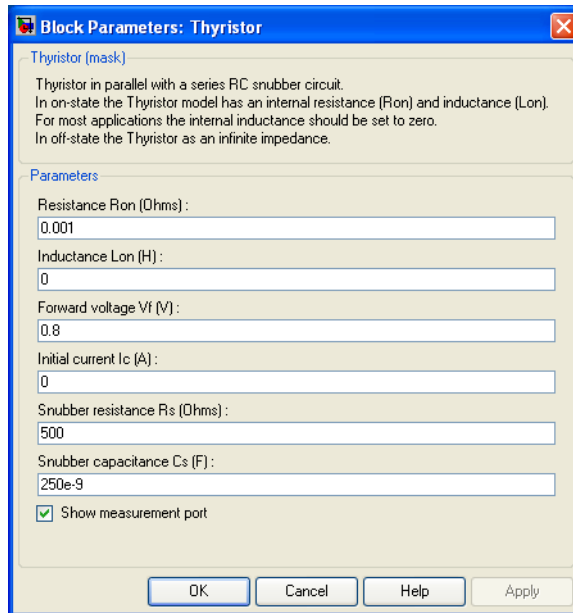 Block Parameters: Thyristor
Thyristor (mask)
Thyristor in parallel with a series RC snubber circuit.
In on-state the Thyristor model has an internal resistance (Ron) and inductance (Lon).
For most applications the internal inductance should be set to zero.
In off-state the Thyristor as an infinite impedance.
Parameters
Resistance Ron (Ohms) :
0.001
Inductance Lon (H) :
0
Forward voltage Vf (V) :
0.8
Initial current Ic (A) :
0
Snubber resistance Rs (Ohms) :
500
Snubber capacitance Cs (F) :
250e-9
Show measurement port
OK Cancel Help Apply